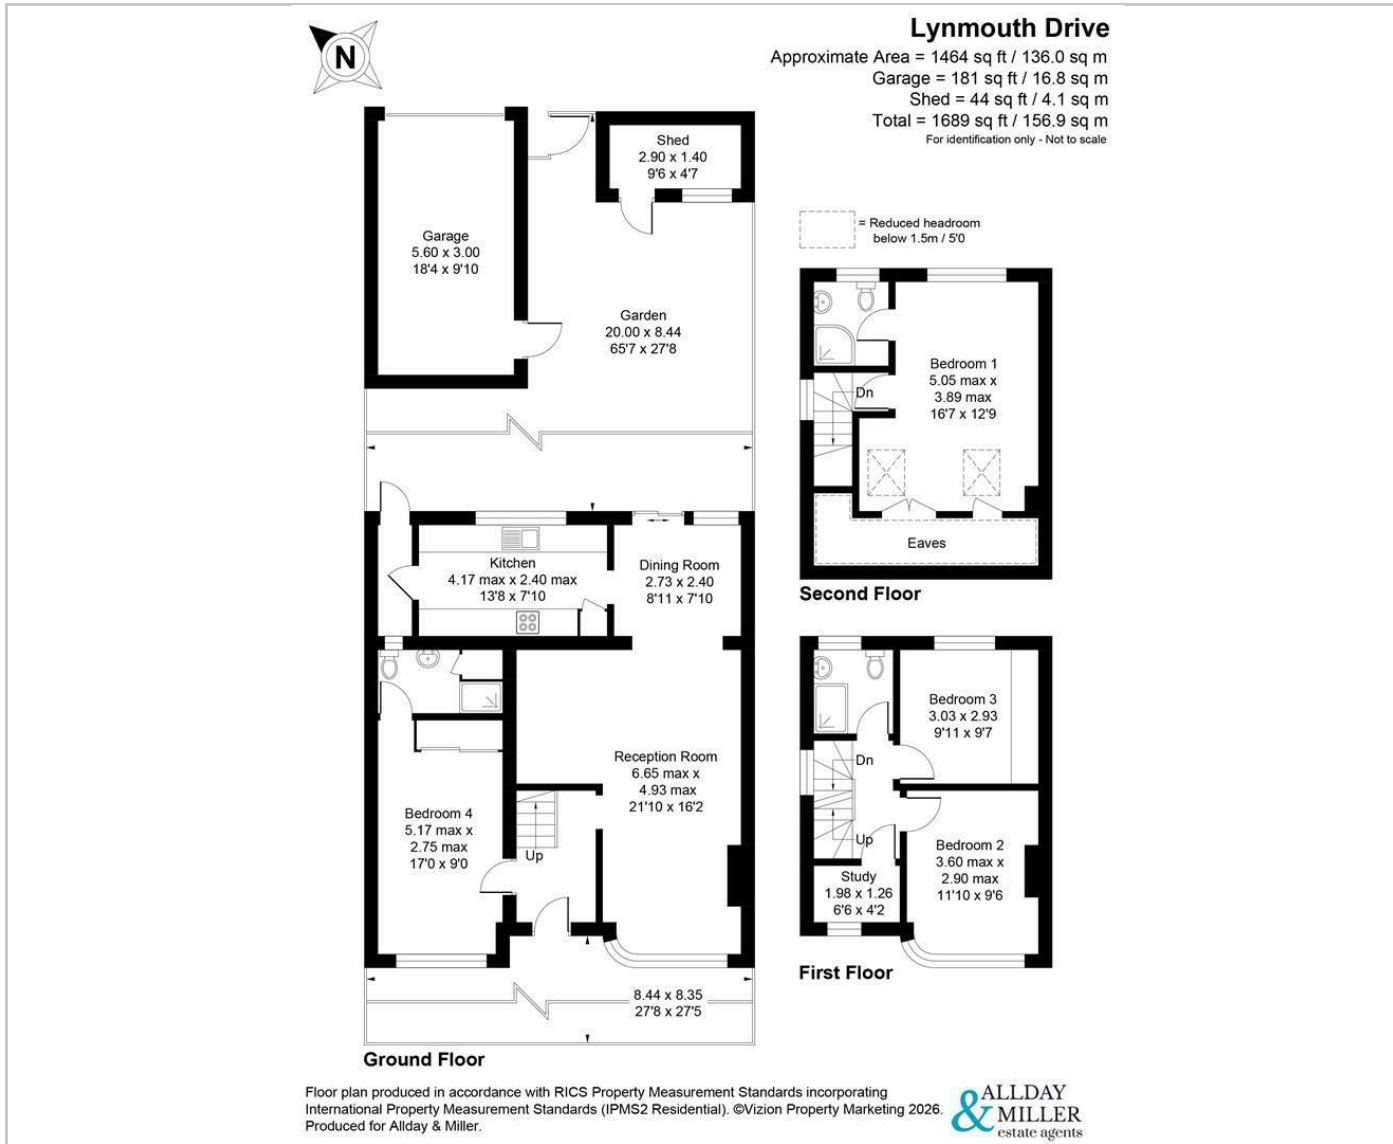 N
Lynmouth Drive
Approximate Area = 1464 sq ft / 136.0 sq m
Garage = 181 sq ft / 16.8 sq m
Shed = 44 sq ft / 4.1 sq m
Total = 1689 sq ft / 156.9 sq m
For identification only - Not to scale
= Reduced headroom
below 1.5m / 5'0
Shed
2.90 x 1.40
9'6 x 4'7
Garage
5.60 x 3.00
18'4 x 9'10
Garden
20.00 x 8.44
65'7 x 27'8
Kitchen
4.17 max x 2.40 max
13'8 x 7'10
Dining Room
2.73 x 2.40
8'11 x 7'10
Reception Room
6.65 max x
4.93 max
21'10 x 16'2
Bedroom 4
5.17 max x
2.75 max
17'0 x 9'0
Up
8.44 x 8.35
27'8 x 27'5
Ground Floor
Bedroom 1
5.05 max x
3.89 max
16'7 x 12'9
Dn
Eaves
Second Floor
Bedroom 3
3.03 x 2.93
9'11 x 9'7
Dn
Up
Bedroom 2
3.60 max x
2.90 max
11'10 x 9'6
Study
1.98 x 1.26
6'6 x 4'2
First Floor
Floor plan produced in accordance with RICS Property Measurement Standards incorporating
International Property Measurement Standards (IPMS2 Residential). ©Vizion Property Marketing 2026.
Produced for Allday & Miller.
ALLDAY
& MILLER
estate agents